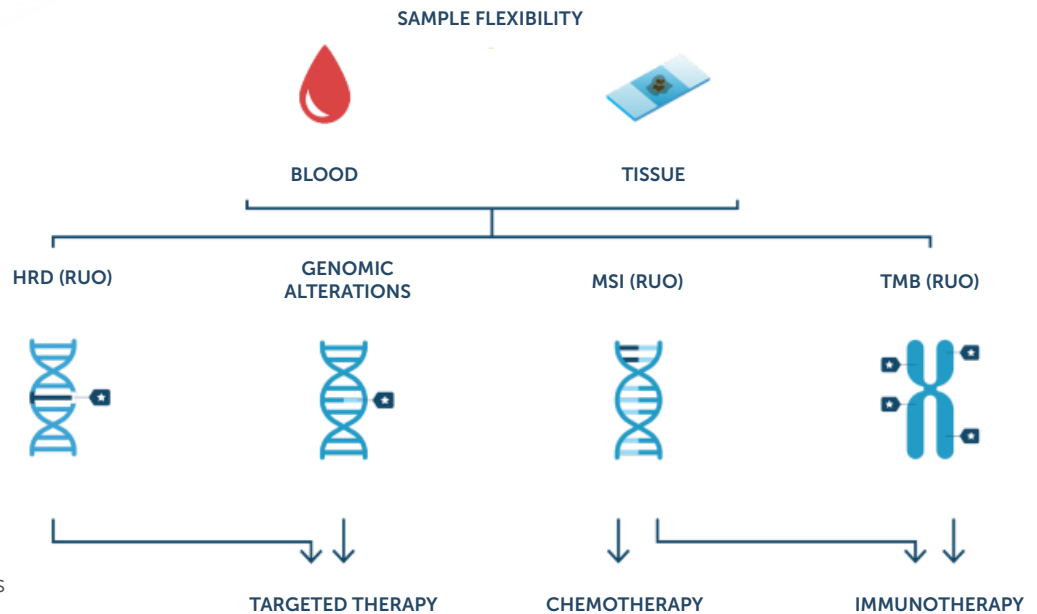 SAMPLE FLEXIBILITY
BLOOD
TISSUE
HRD (RUO)
GENOMIC
ALTERATIONS
MSI (RUO)
TMB (RUO)
TARGETED THERAPY
CHEMOTHERAPY
IMMUNOTHERAPY